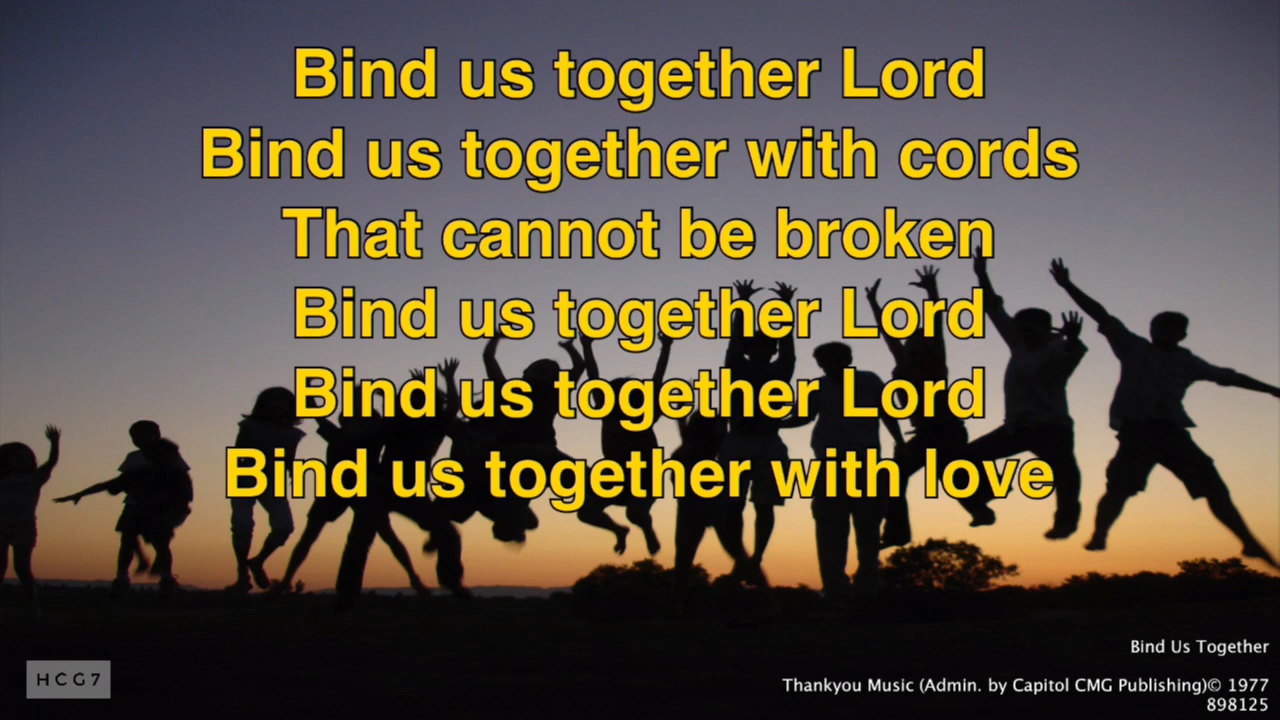 Bind us together Lord
Bind us together with cords
That cannot be broken
Bind us together Lord
Bind us together Lord
Bind us together with love
Bind Us Together
Thankyou Music (Admin. by Capitol CMG Publishing)© 1977
898125
HCG7